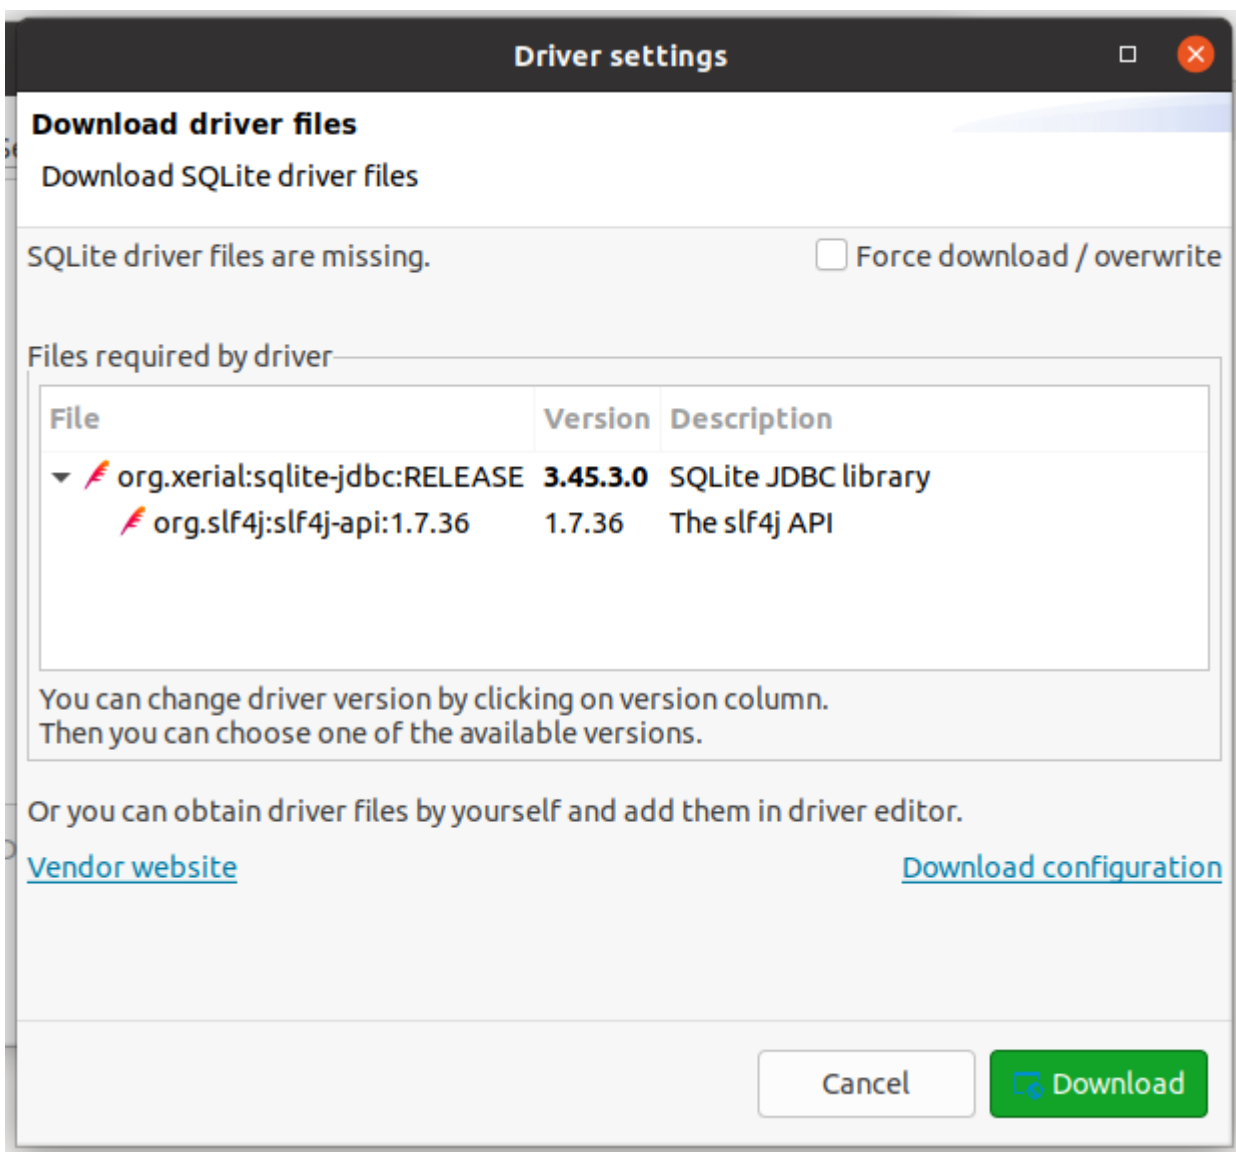 Driver settings
Download driver files
Download SQLite driver files
SQLite driver files are missing.
Force download / overwrite
Files required by driver
File Version Description
org.xerial:sqlite-jdbc:RELEASE 3.45.3.0 SQLite JDBC library
org.slf4j:slf4j-api:1.7.36 1.7.36 The slf4j API
You can change driver version by clicking on version column.
Then you can choose one of the available versions.
Or you can obtain driver files by yourself and add them in driver editor.
Vendor website
Download configuration
Cancel
Download